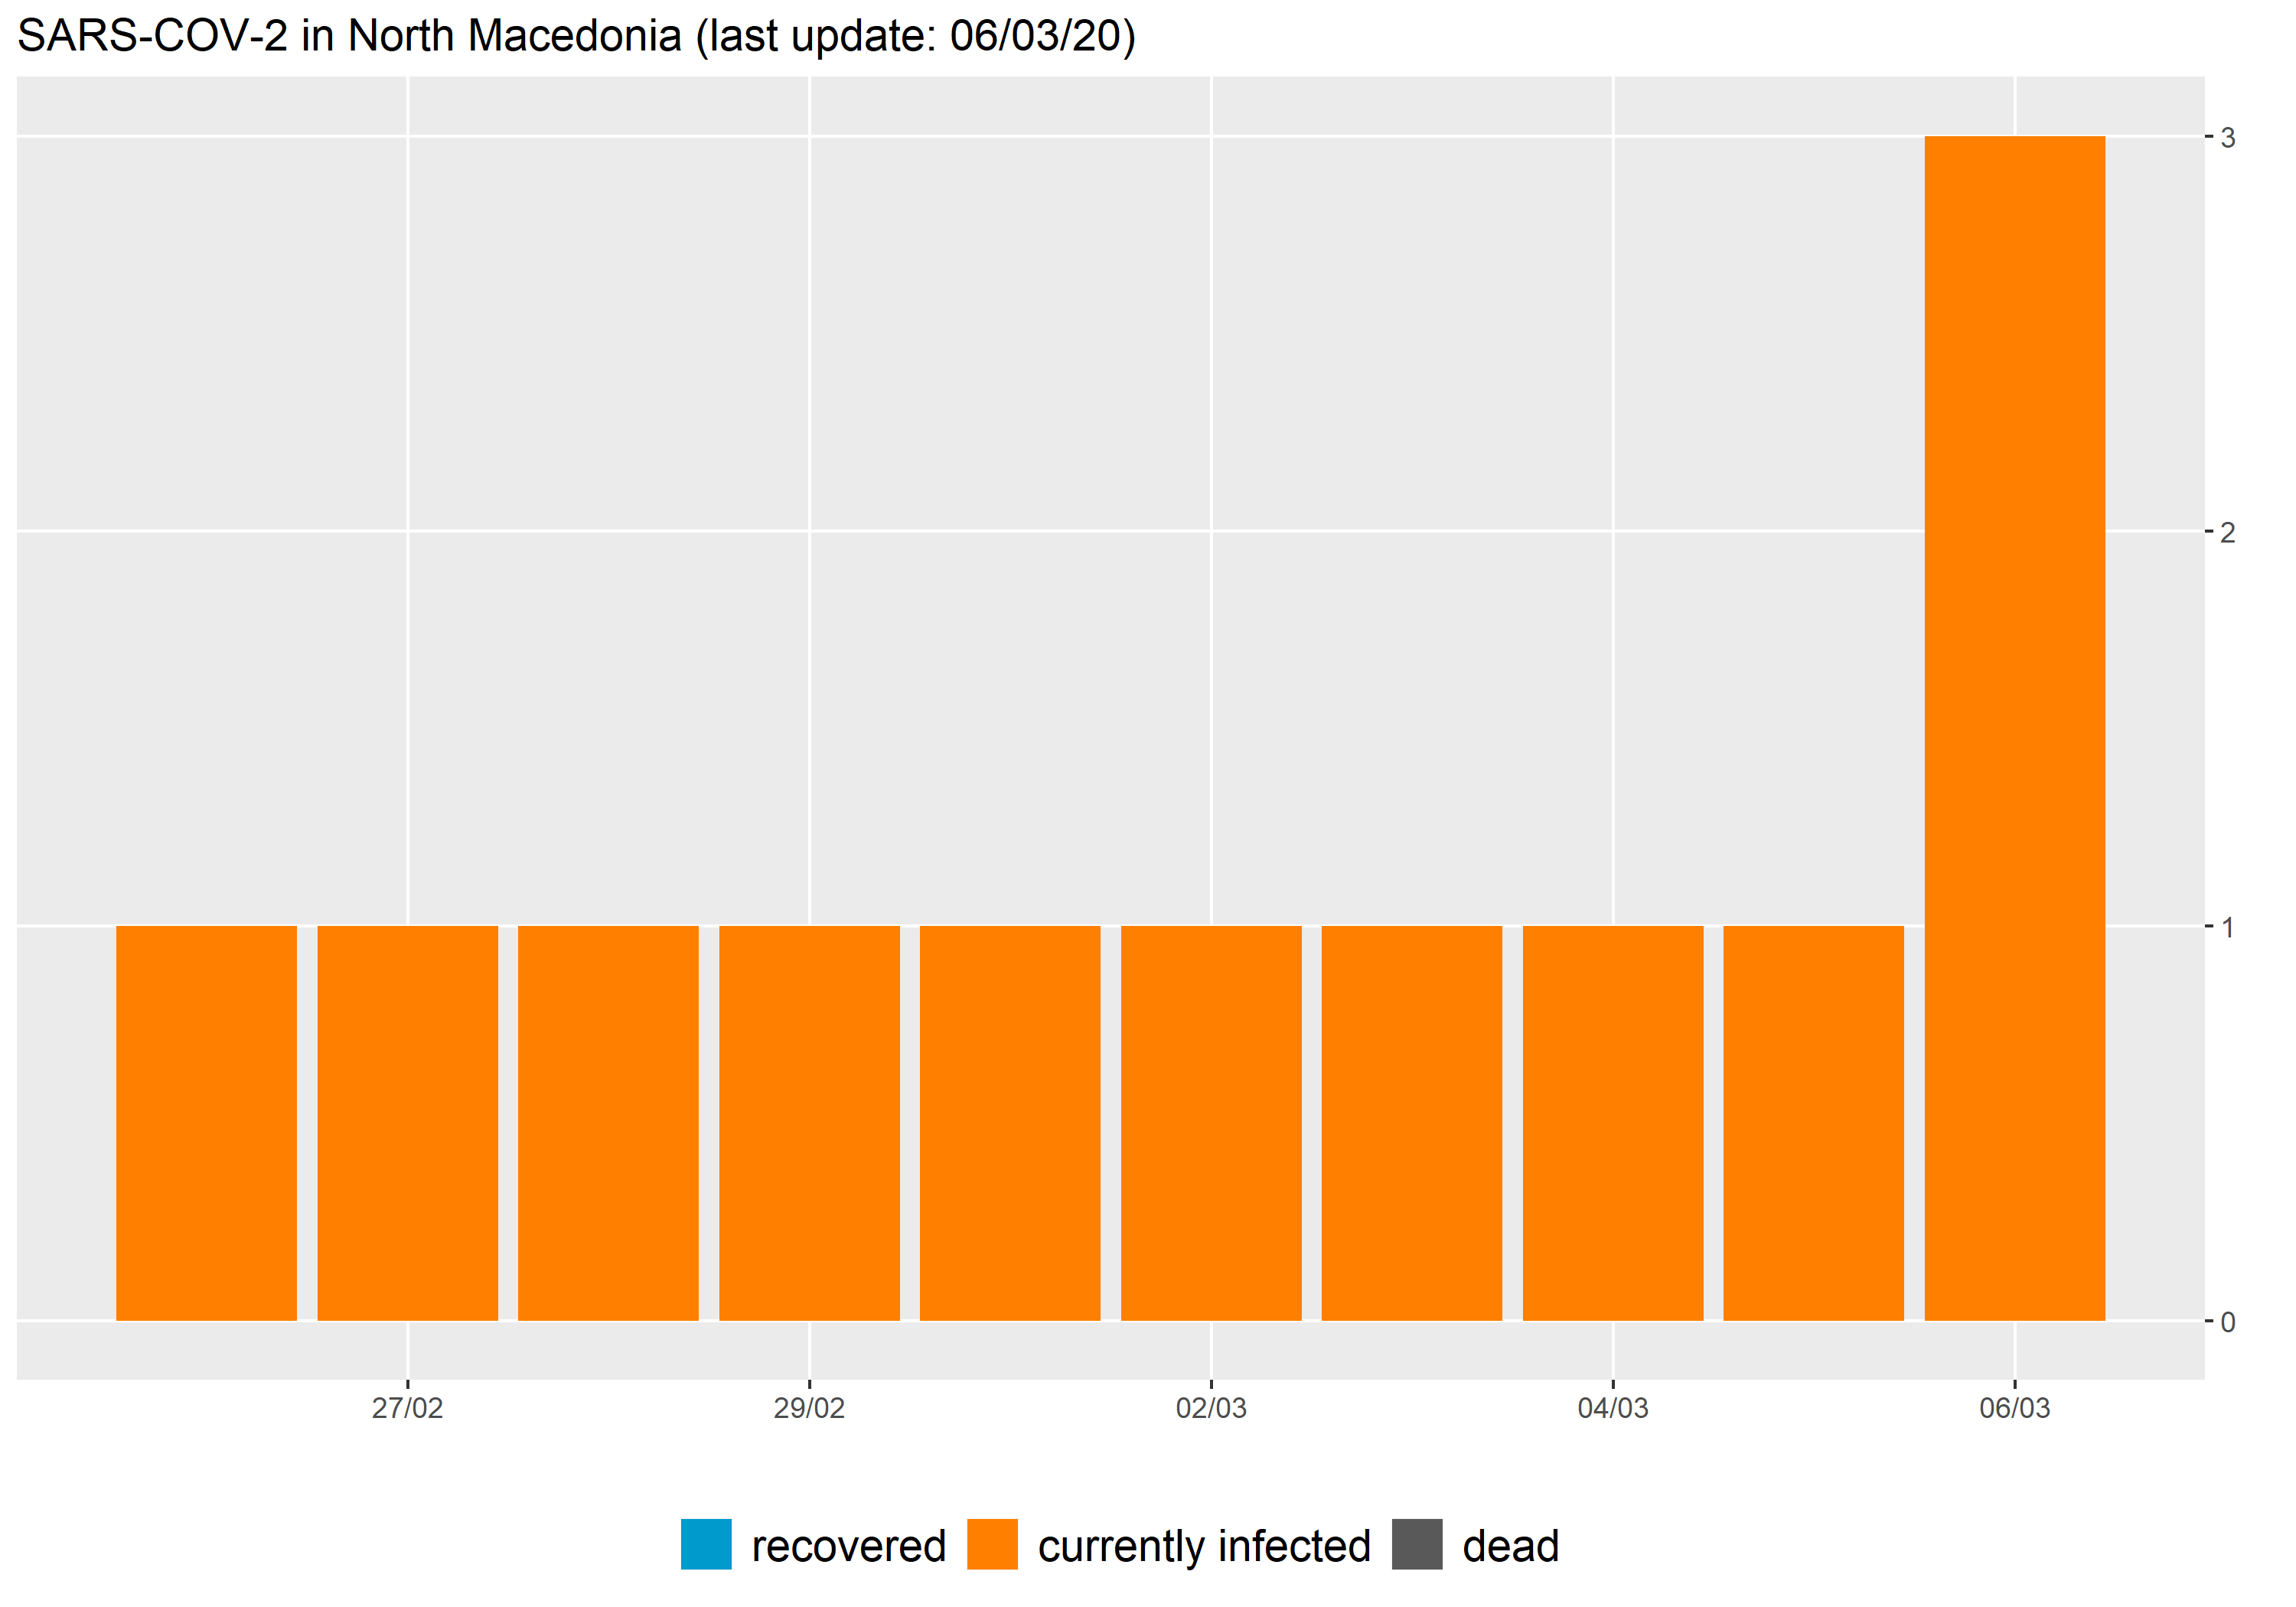 SARS-COV-2 in North Macedonia (last update: 06/03/20)
3
2
1
0
27/02 29/02 02/03 04/03 06/03
recovered currently infected dead